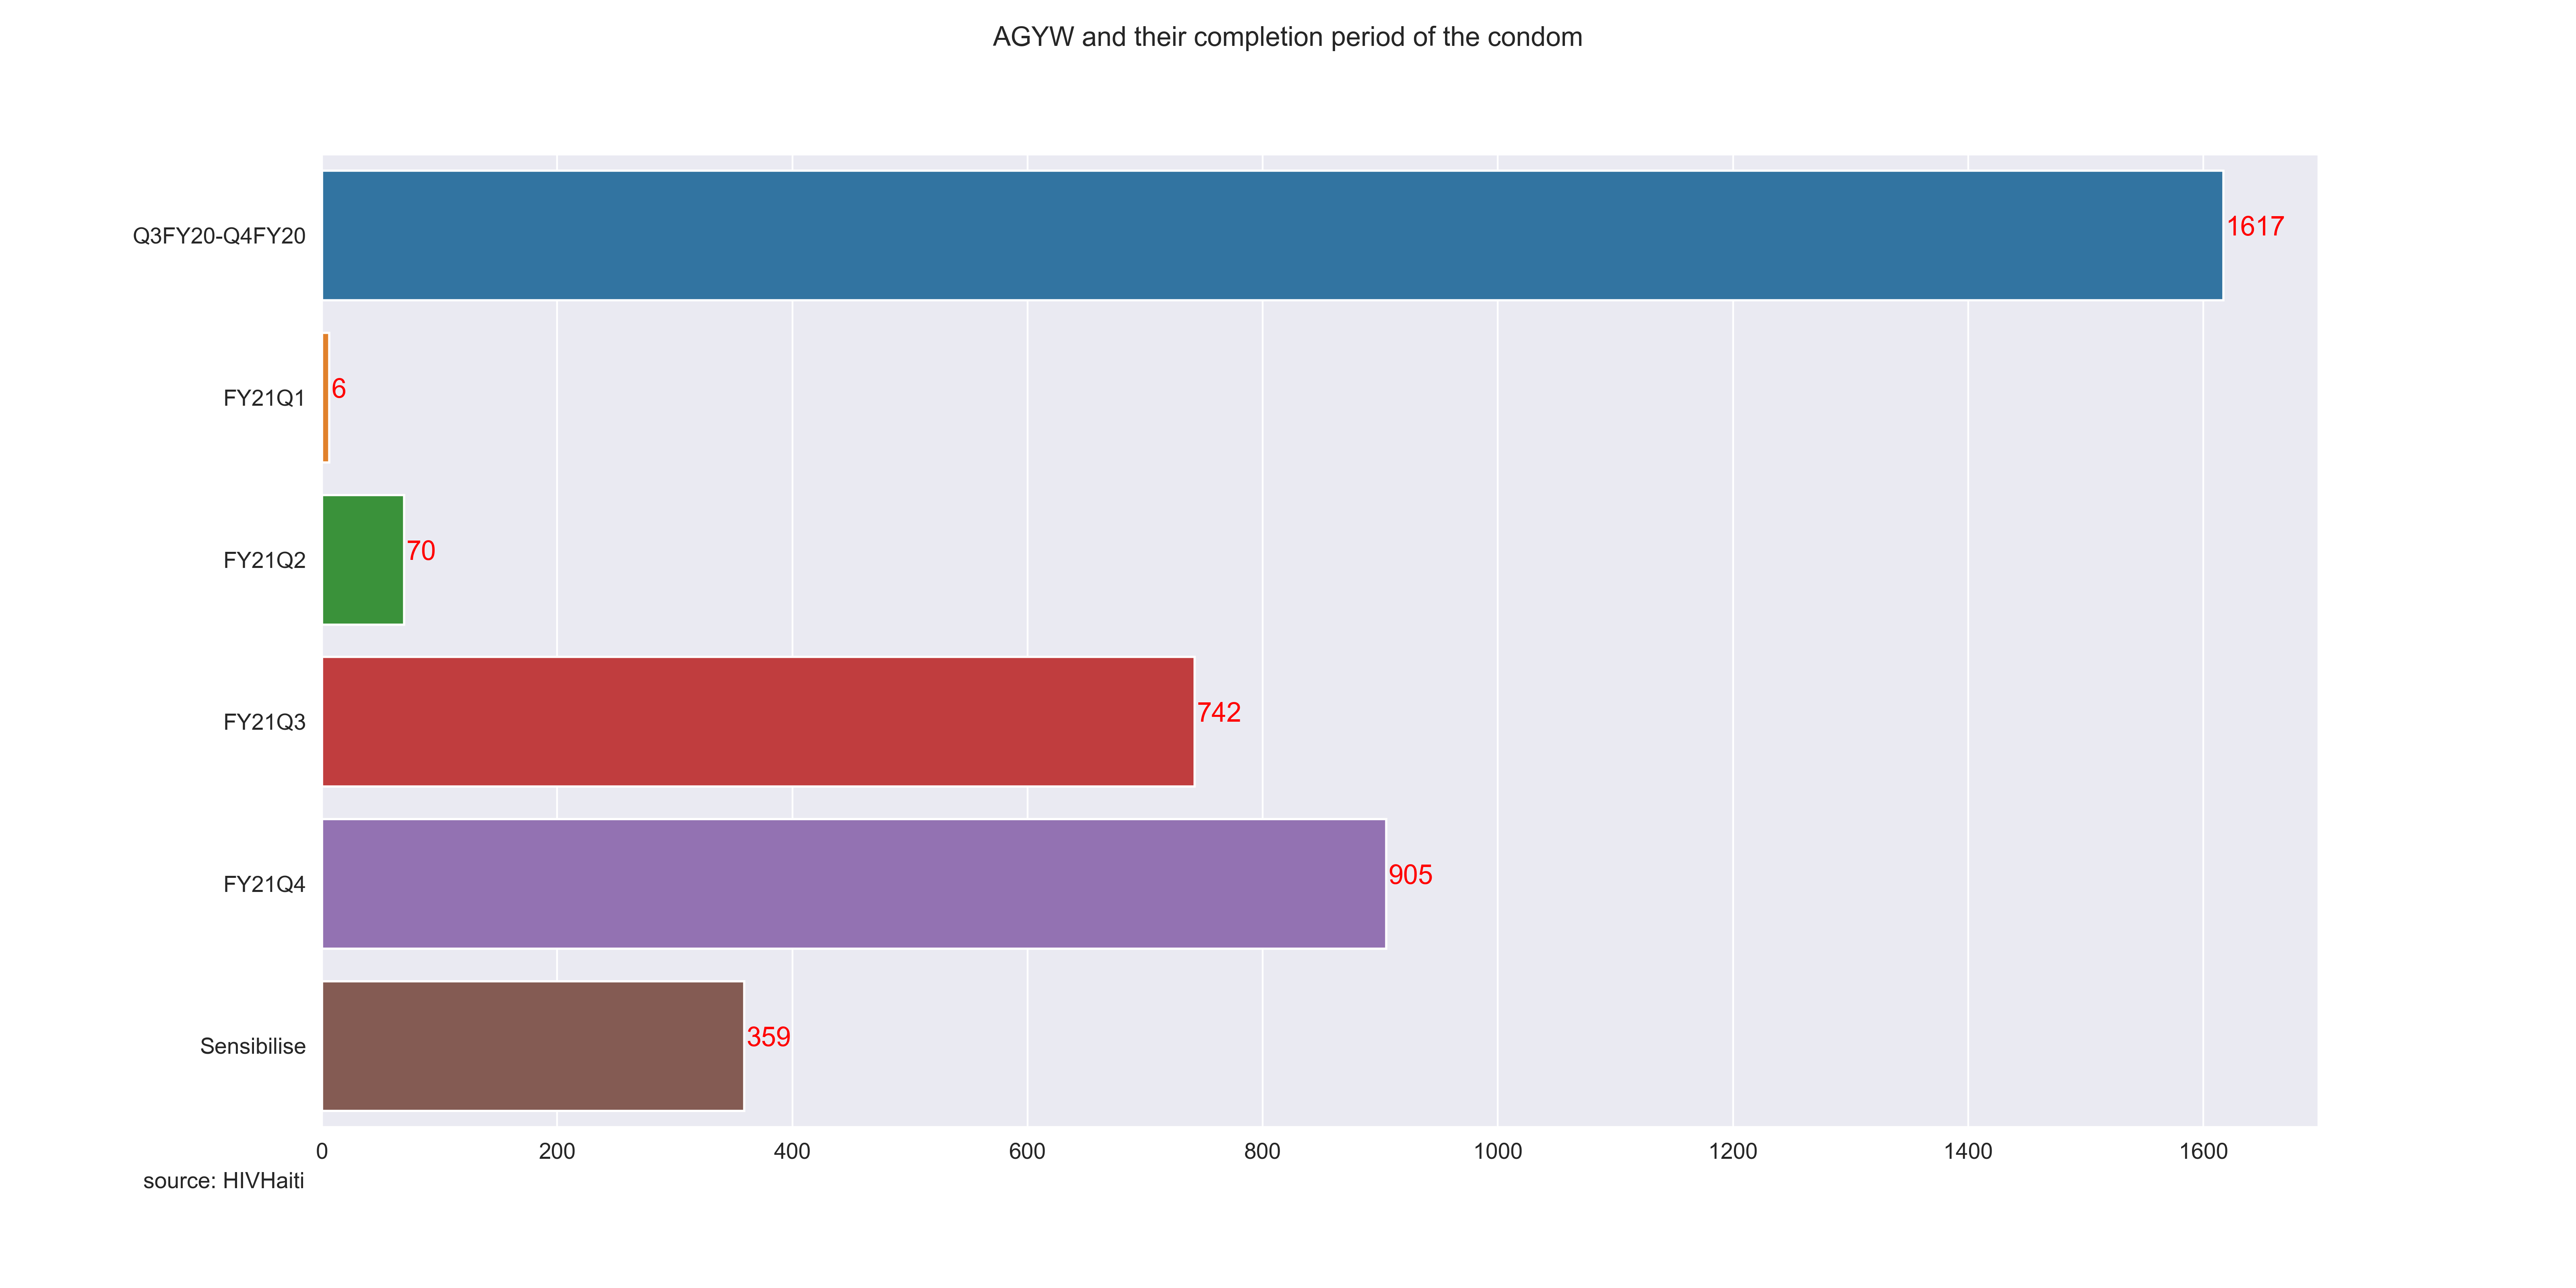 AGYW and their completion period of the condom
Q3FY20-Q4FY20
1617
FY21Q1
6
FY21Q2
70
FY21Q3
742
FY21Q4
905
Sensibilise
359
0 200 400 600 800 1000 1200 1400 1600
source: HIVHaiti